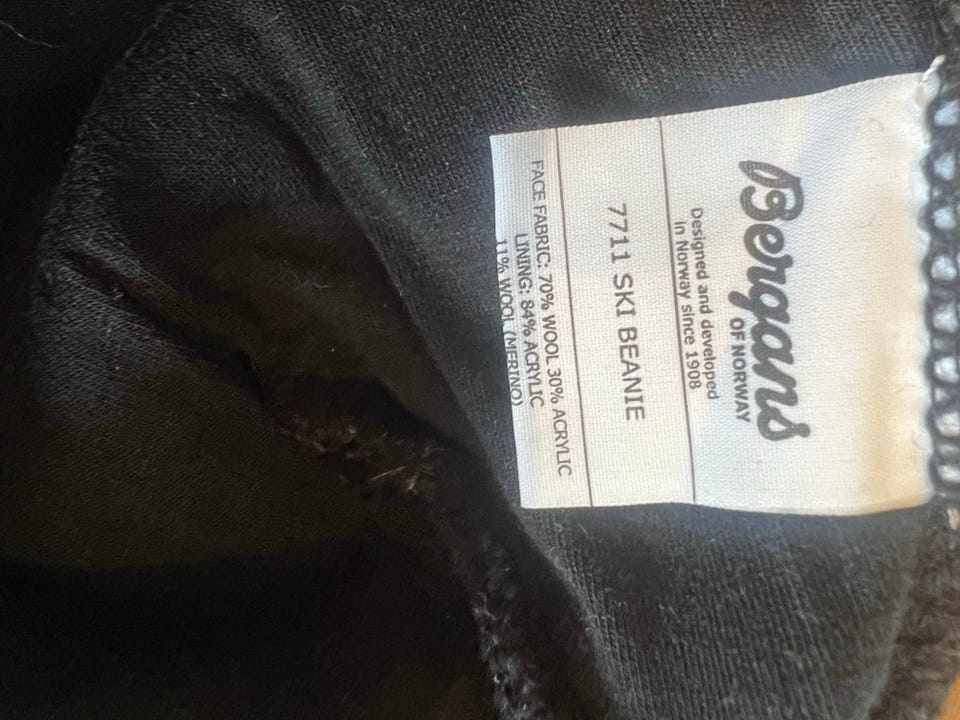 Bergans
OF NORWAY
Designed and developed
in Norway since 1908
7711 SKI BEANIE
FACE FABRIC: 70% WOOL 30% ACRYLIC
LINING: 84% ACRYLIC
11% WOOL (MERINO)